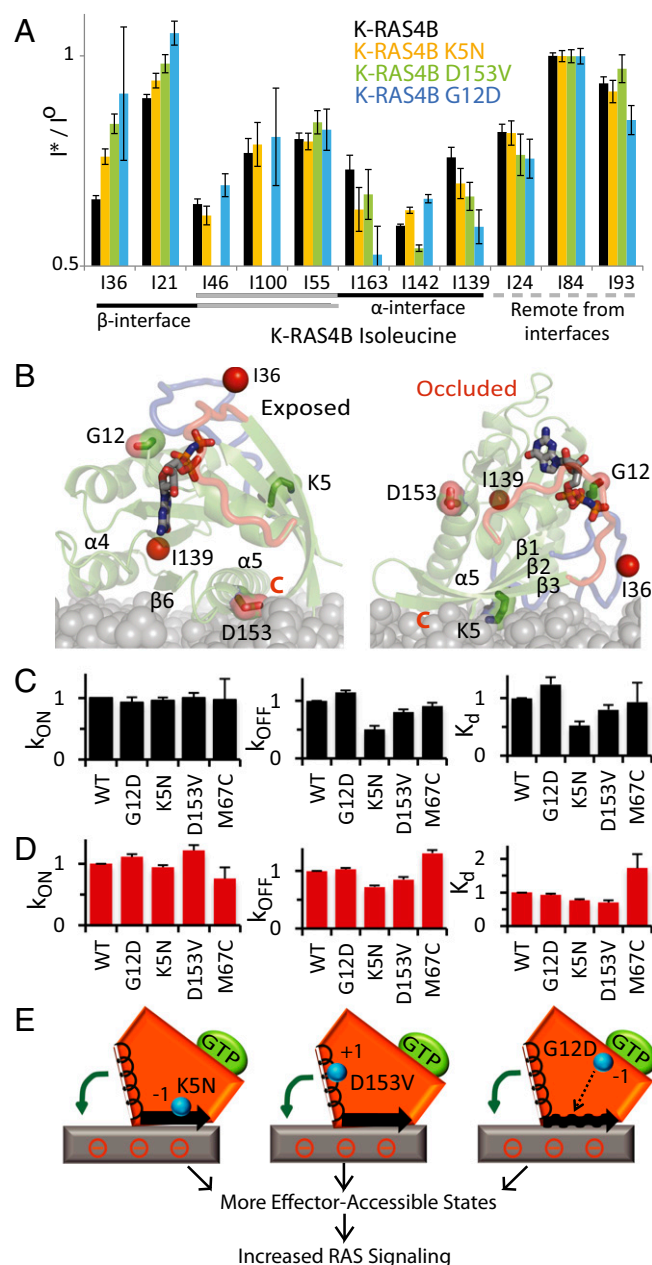 A
K-RAS4B
K-RAS4B K5N
K-RAS4B D153V
K-RAS4B G12D
I* / I⁰
1
0.5
I36 I21 I46 I100 I55 I163 I142 I139 I24 I84 I93
β-interface
α-interface
Remote from interfaces
K-RAS4B Isoleucine
B
I36
Exposed
G12
K5
α4
I139
α5
C
β6
D153
Occluded
D153
I139
G12
β1
β2
β3
α5
I36
C
K5
C
kON
1
0
WT G12D K5N D153V M67C
kOFF
1
0
WT G12D K5N D153V M67C
Kd
1
0
WT G12D K5N D153V M67C
D
kON
1
0
WT G12D K5N D153V M67C
kOFF
1
0
WT G12D K5N D153V M67C
Kd
2
1
0
WT G12D K5N D153V M67C
E
GTP
-1 K5N
GTP
+1
D153V
GTP
G12D
-1
More Effector-Accessible States
Increased RAS Signaling